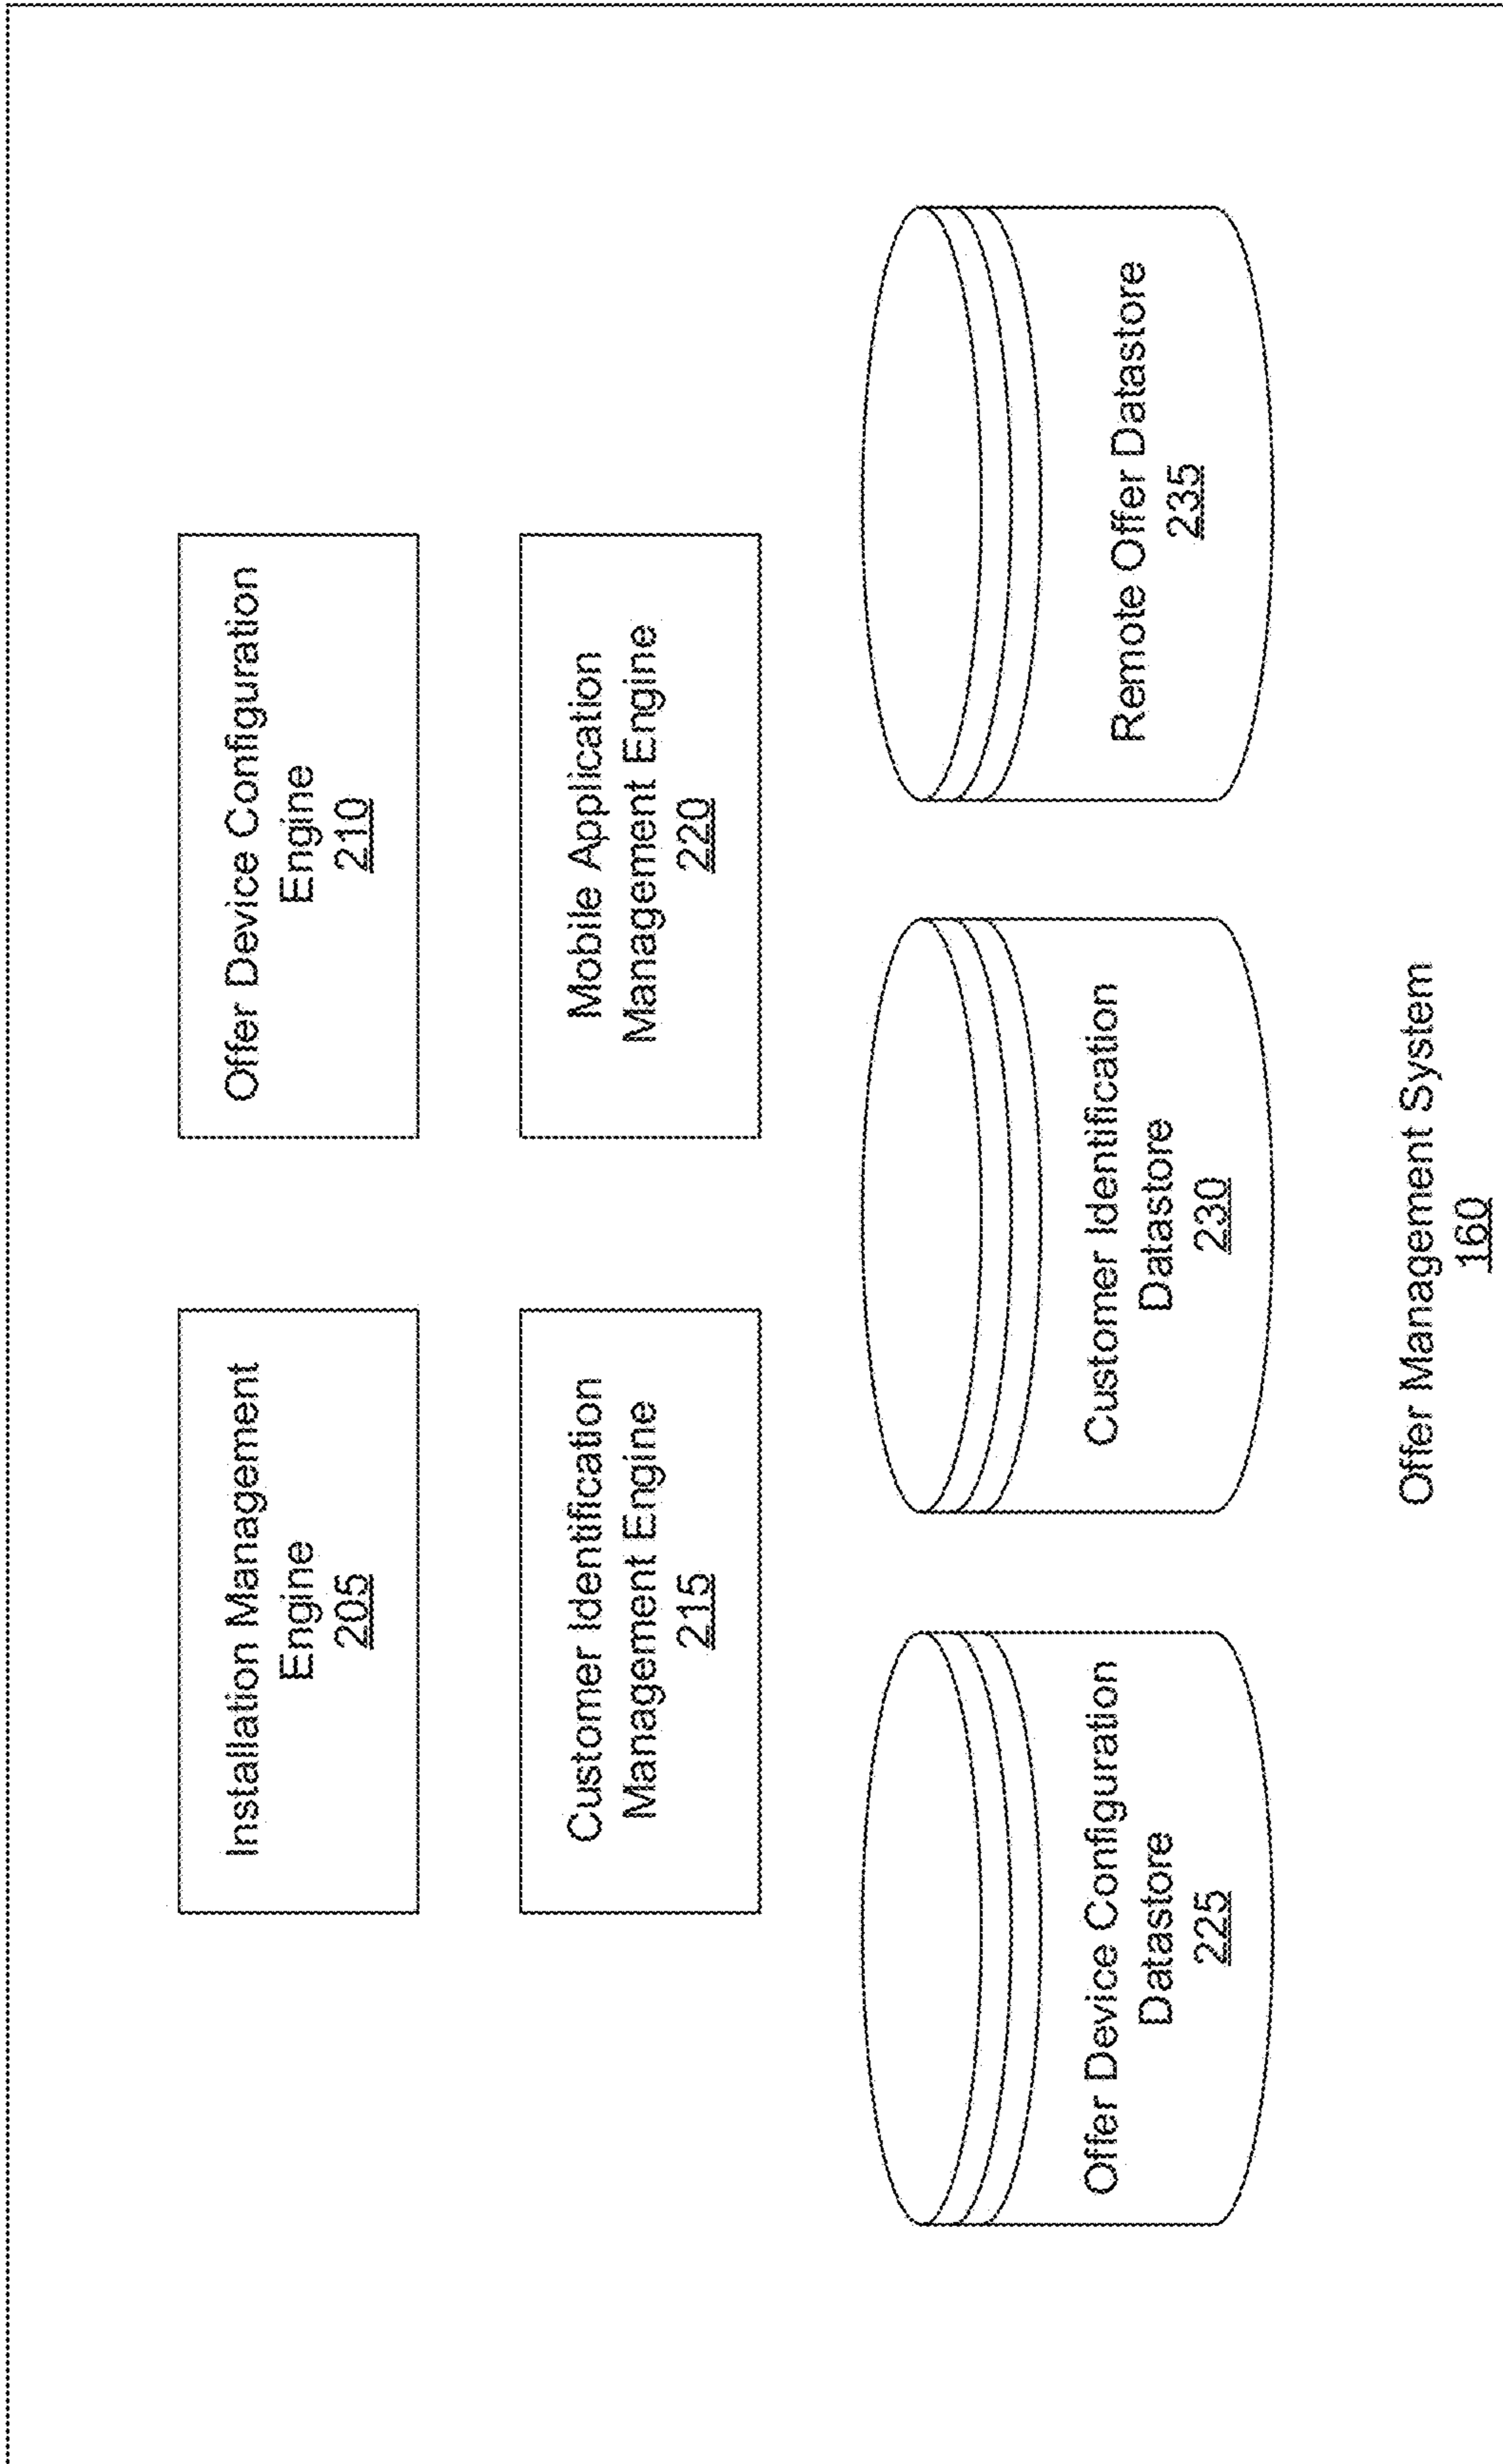 Installation Management
Engine
205
Offer Device Configuration
Engine
210
Customer Identification
Management Engine
215
Mobile Application
Management Engine
220
Offer Device Configuration
Datastore
225
Customer Identification
Datastore
230
Remote Offer Datastore
235
Offer Management System
160